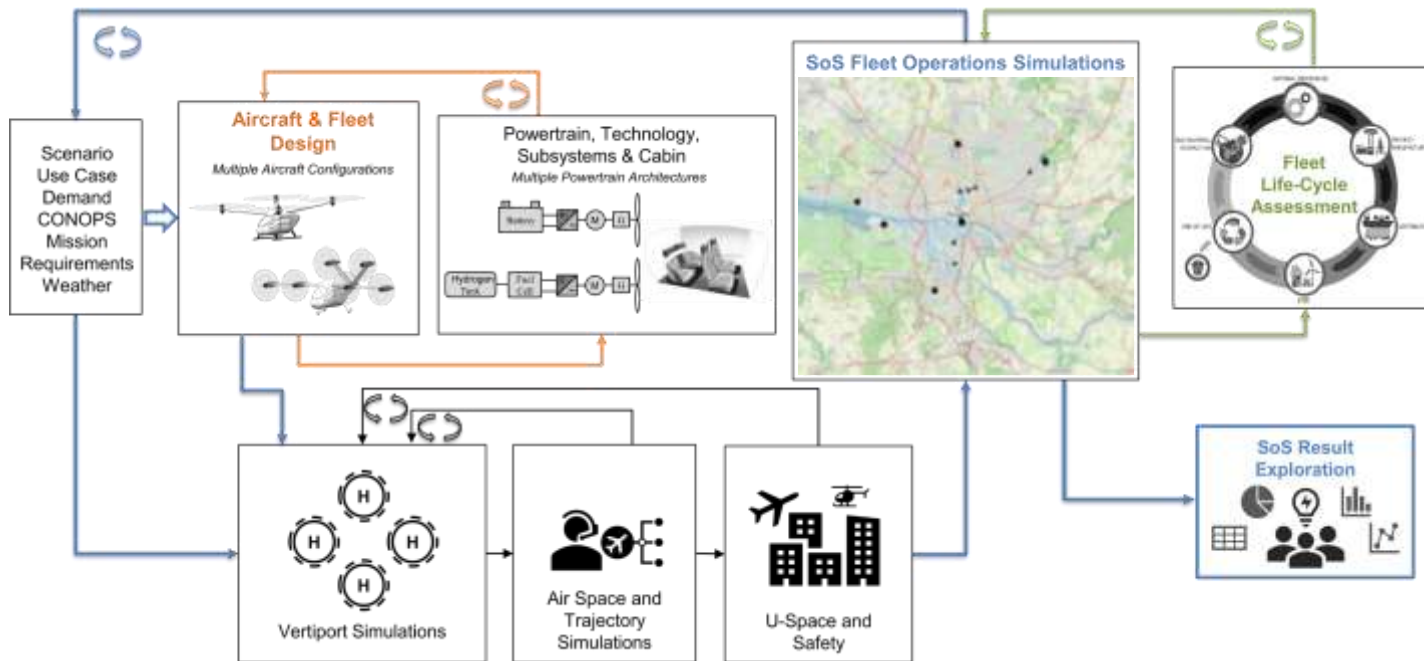 Scenario
Use Case
Demand
CONOPS
Mission
Requirements
Weather
Aircraft & Fleet
Design
Multiple Aircraft Configurations
Powertrain, Technology,
Subsystems & Cabin
Multiple Powertrain Architectures
Battery
M
Hydrogen
Tank
Fuel
Cell
M
SoS Fleet Operations Simulations
Fleet
Life-Cycle
Assessment
SoS Result
Exploration
H
H
H
H
Vertiport Simulations
Air Space and
Trajectory
Simulations
U-Space and
Safety